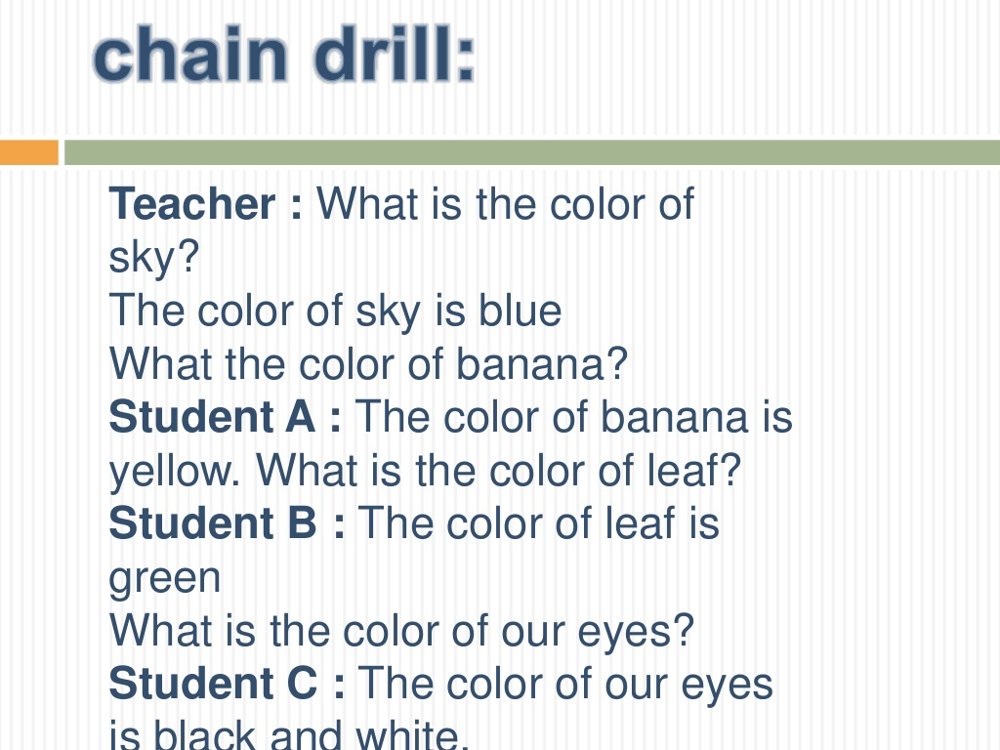 chain drill:
Teacher : What is the color of
sky?
The color of sky is blue
What the color of banana?
Student A : The color of banana is
yellow. What is the color of leaf?
Student B : The color of leaf is
green
What is the color of our eyes?
Student C : The color of our eyes
is black and white.